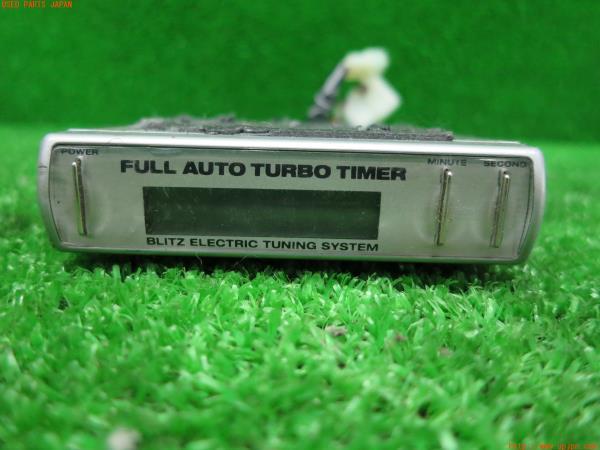 USED PARTS JAPAN
POWER
FULL AUTO TURBO TIMER
MINUTE SECOND
BLITZ ELECTRIC TUNING SYSTEM